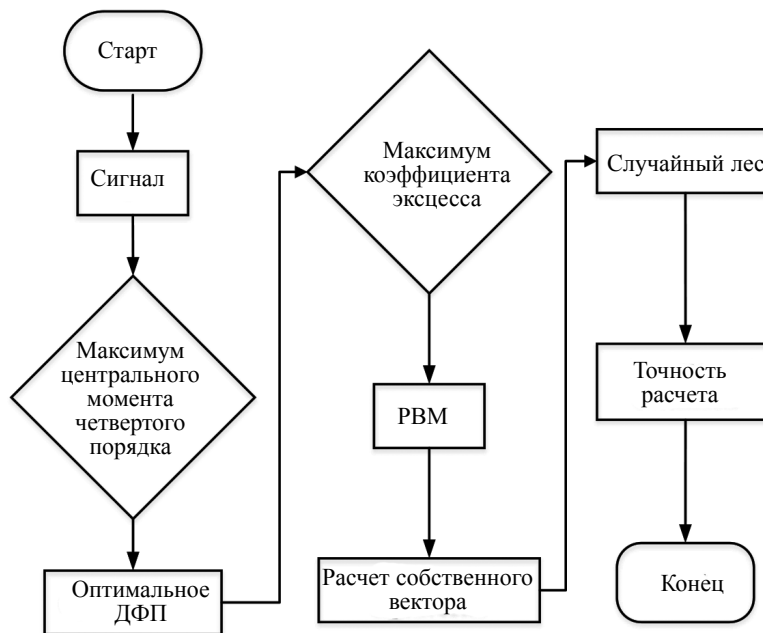 Старт
Сигнал
Максимум
центрального
момента
четвертого
порядка
Оптимальное
ДФП
Максимум
коэффициента
эксцесса
РВМ
Расчет собственного
вектора
Случайный лес
Точность
расчета
Конец